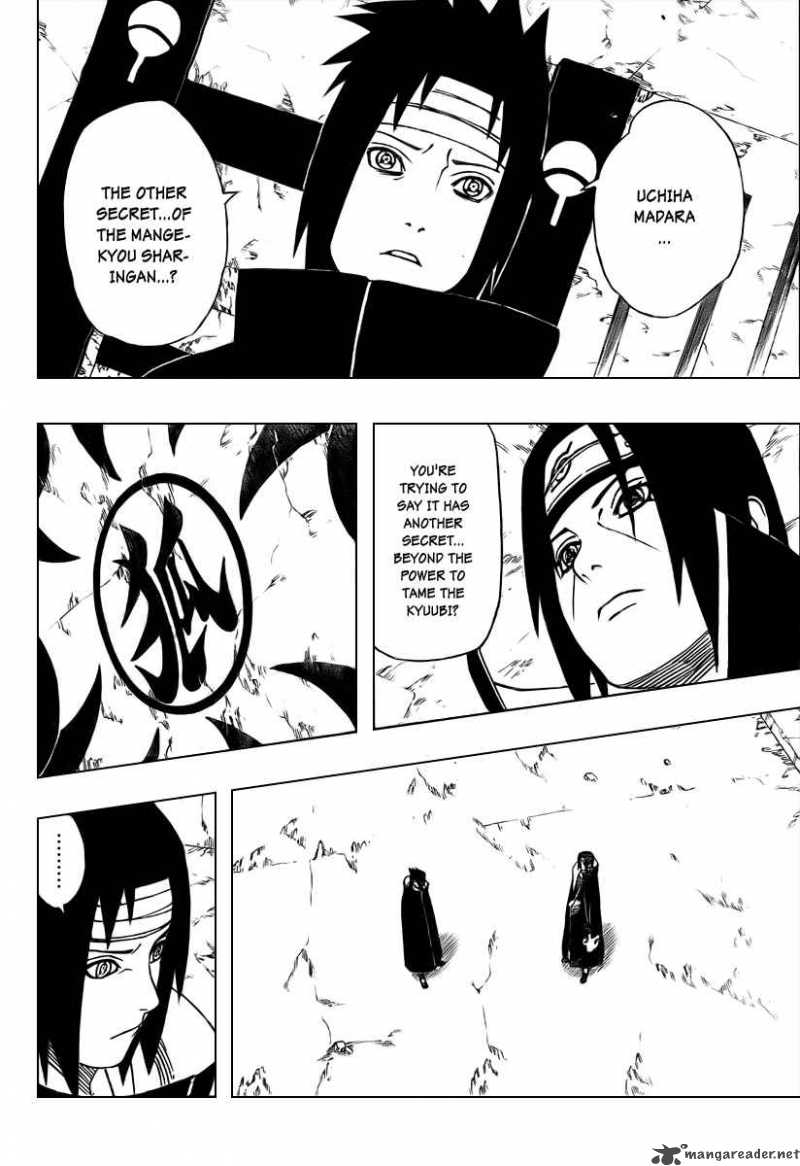 UCHIHA
MADARA
...
THE OTHER
SECRET...OF
THE MANGE-
KYOU SHAR-
INGAN...?
YOU'RE
TRYING TO
SAY IT HAS
ANOTHER
SECRET...
BEYOND THE
POWER TO
TAME THE
KYUUBI?
狐
.........
mangareader.net